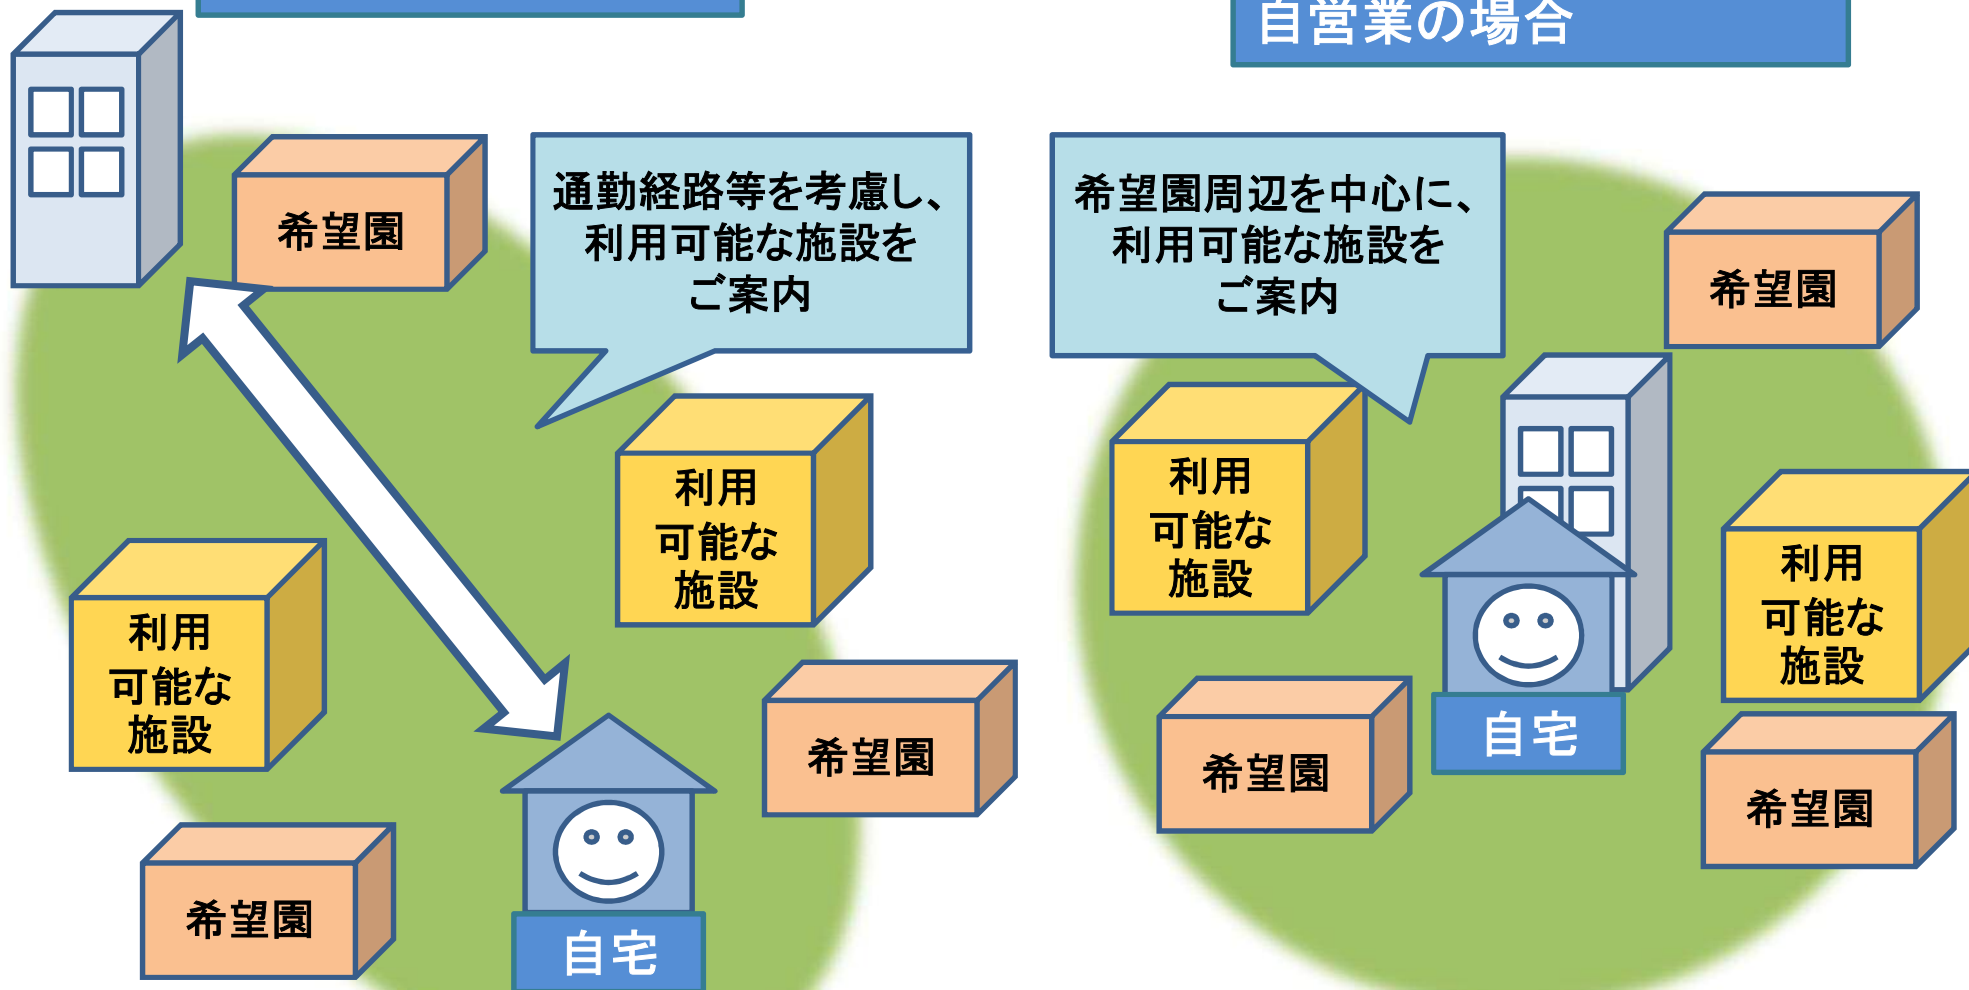 自営業の場合
希望園
通勤経路等を考慮し、
利用可能な施設を
ご案内
利用
可能な
施設
利用
可能な
施設
希望園
希望園
自宅
希望園周辺を中心に、
利用可能な施設を
ご案内
希望園
利用
可能な
施設
利用
可能な
施設
自宅
希望園
希望園